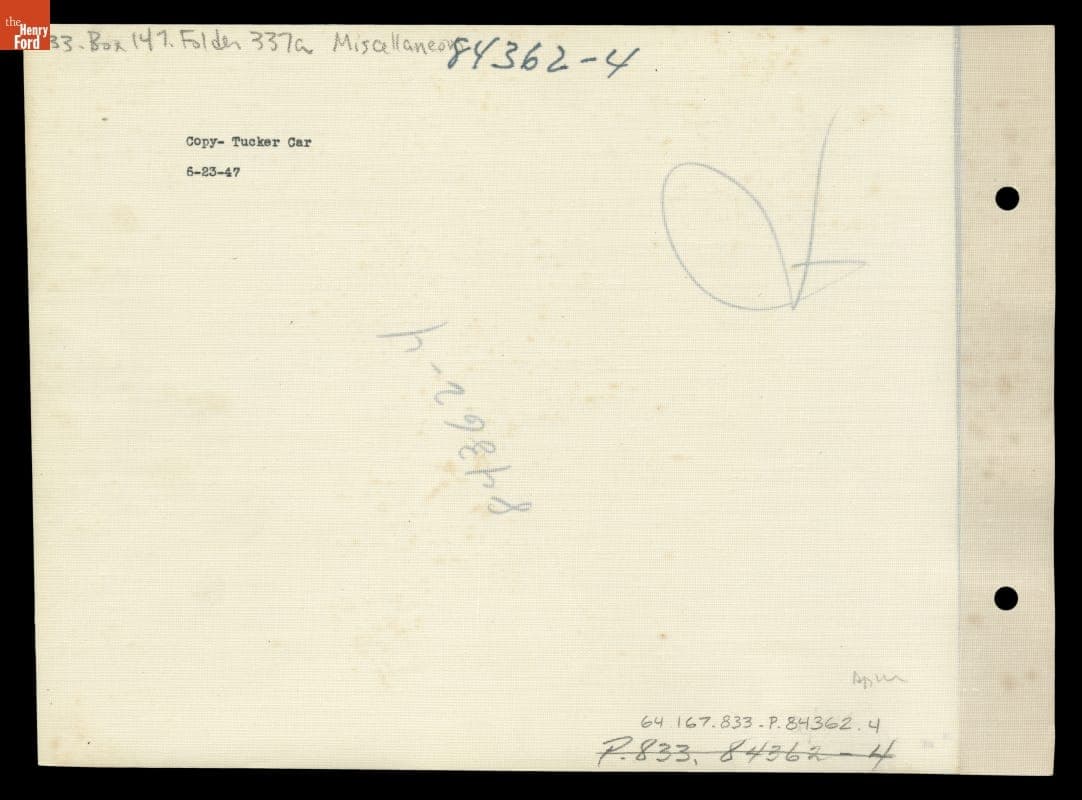 the
Henry
Ford
33. Box 147. Folder 337a Miscellaneous
84362-4
Copy- Tucker Car
6-23-47
84362-4
64.167.833.P.84362.4
P.833. 84362-4